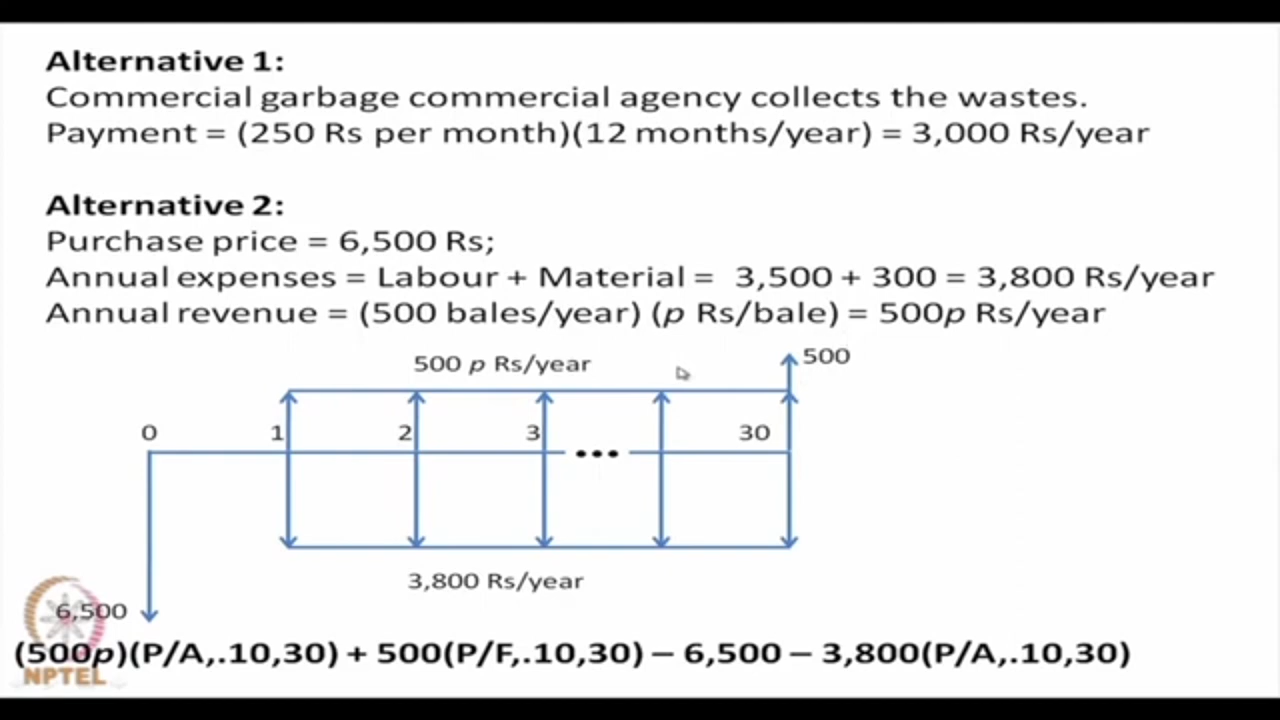 Alternative 1:
Commercial garbage commercial agency collects the wastes.
Payment = (250 Rs per month)(12 months/year) = 3,000 Rs/year
Alternative 2:
Purchase price = 6,500 Rs;
Annual expenses = Labour + Material = 3,500 + 300 = 3,800 Rs/year
Annual revenue = (500 bales/year) (p Rs/bale) = 500p Rs/year
500 p Rs/year
500
0
1
2
3
•••
30
3,800 Rs/year
6,500
(500p)(P/A,.10,30) + 500(P/F,.10,30) – 6,500 – 3,800(P/A,.10,30)
NPTEL